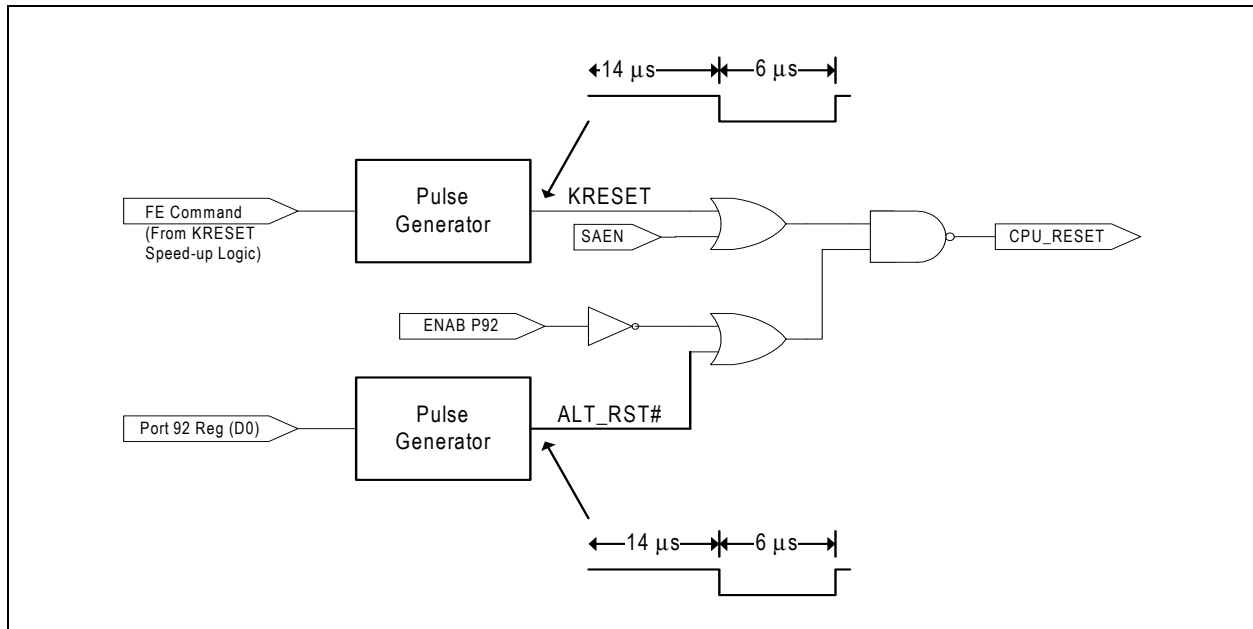 14 μs
6 μs
Pulse
Generator
KRESET
FE Command
(From KRESET
Speed-up Logic)
SAEN
CPU_RESET
ENAB P92
Pulse
Generator
ALT_RST#
Port 92 Reg (D0)
14 μs
6 μs